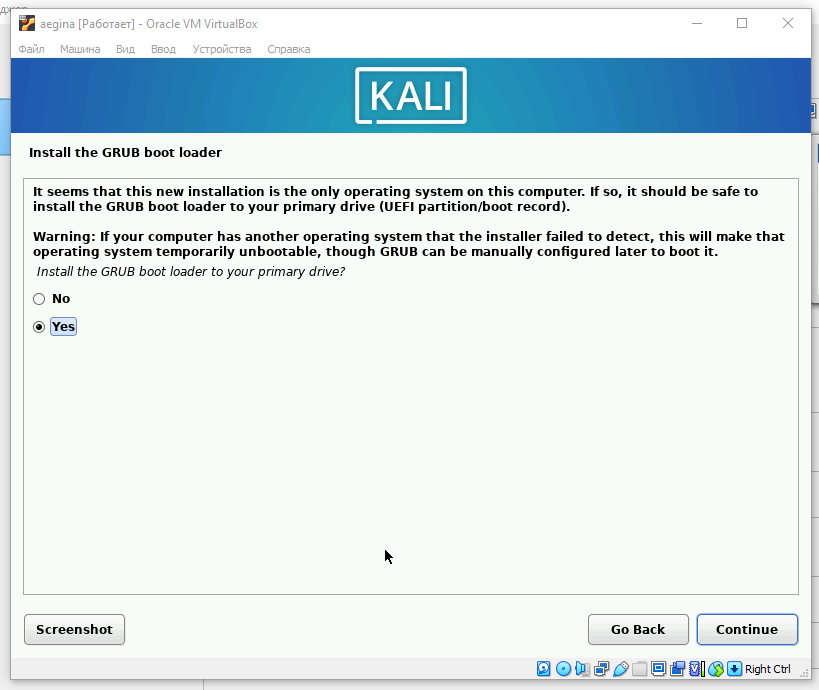 aegina [Работает] - Oracle VM VirtualBox
Файл Машина Вид Ввод Устройства Справка
KALI
Install the GRUB boot loader
It seems that this new installation is the only operating system on this computer. If so, it should be safe to
install the GRUB boot loader to your primary drive (UEFI partition/boot record).
Warning: If your computer has another operating system that the installer failed to detect, this will make that
operating system temporarily unbootable, though GRUB can be manually configured later to boot it.
Install the GRUB boot loader to your primary drive?
No
Yes
Screenshot Go Back Continue
Right Ctrl